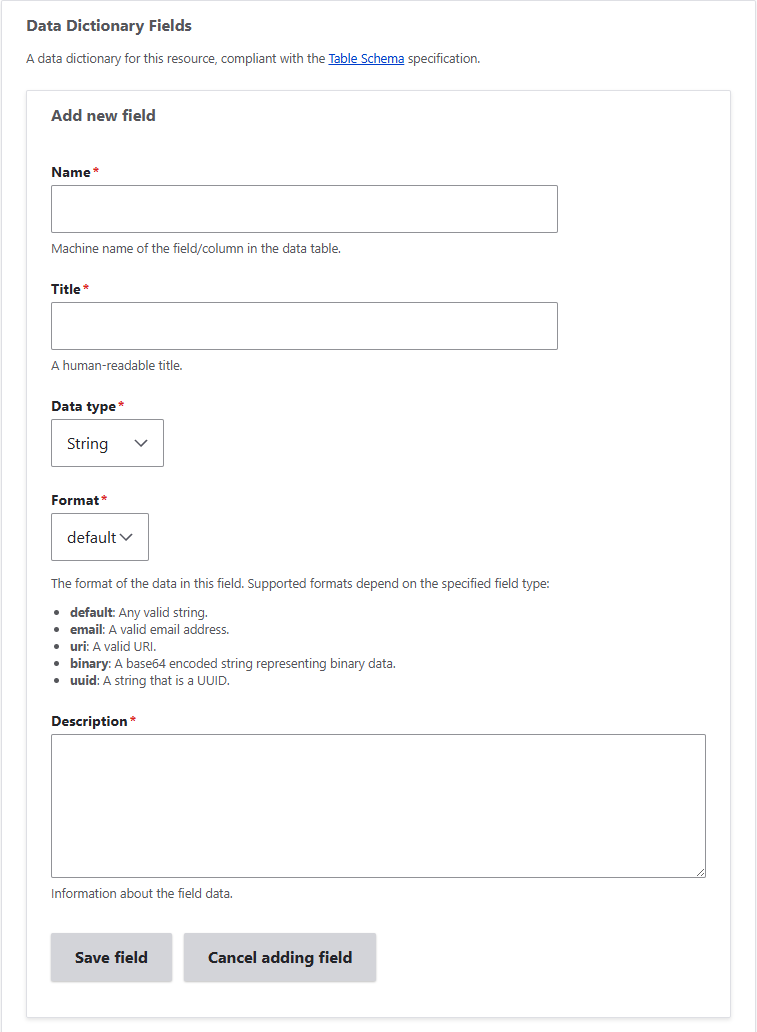 Data Dictionary Fields
A data dictionary for this resource, compliant with the Table Schema specification.
Add new field
Name*
Machine name of the field/column in the data table.
Title*
A human-readable title.
Data type*
String
Format*
default
The format of the data in this field. Supported formats depend on the specified field type:
• default: Any valid string.
• email: A valid email address.
• uri: A valid URI.
• binary: A base64 encoded string representing binary data.
• uuid: A string that is a UUID.
Description*
Information about the field data.
Save field Cancel adding field